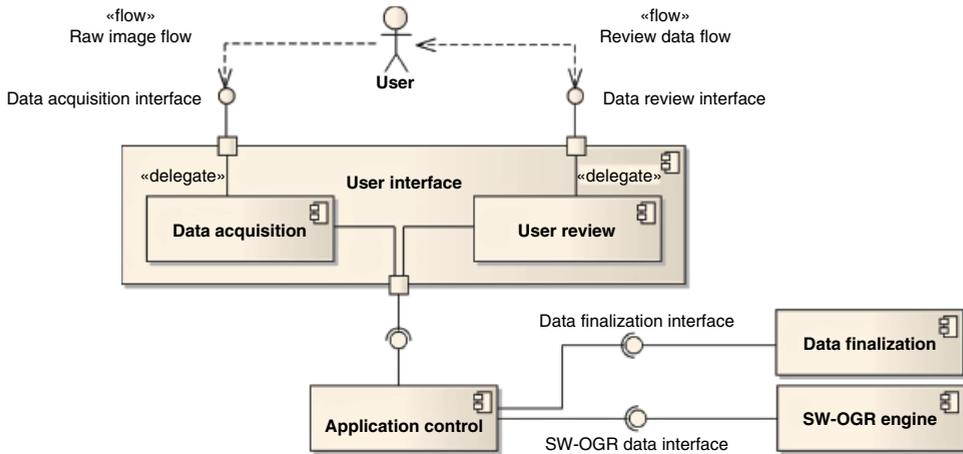 «flow»
Raw image flow
«flow»
Review data flow
User
Data acquisition interface
Data review interface
«delegate»
User interface
«delegate»
Data acquisition
User review
Data finalization interface
Data finalization
Application control
SW-OGR engine
SW-OGR data interface